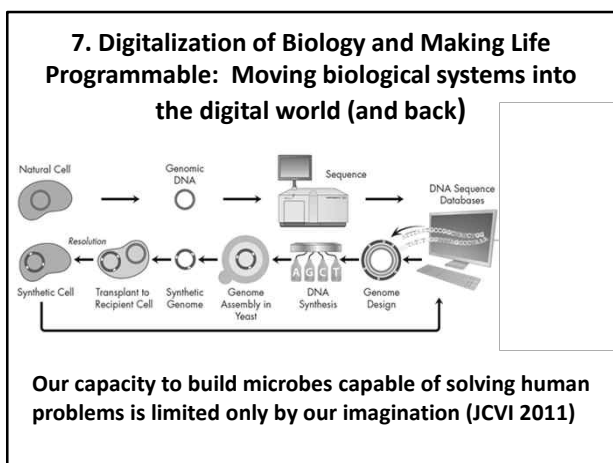 7. Digitalization of Biology and Making Life
Programmable:  Moving biological systems into
the digital world (and back)
Natural Cell
Genomic
DNA
Sequence
DNA Sequence
Databases
Resolution
Synthetic Cell
Transplant to
Recipient Cell
Synthetic
Genome
Genome
Assembly in
Yeast
A G C T
DNA
Synthesis
Genome
Design
Our capacity to build microbes capable of solving human
problems is limited only by our imagination (JCVI 2011)